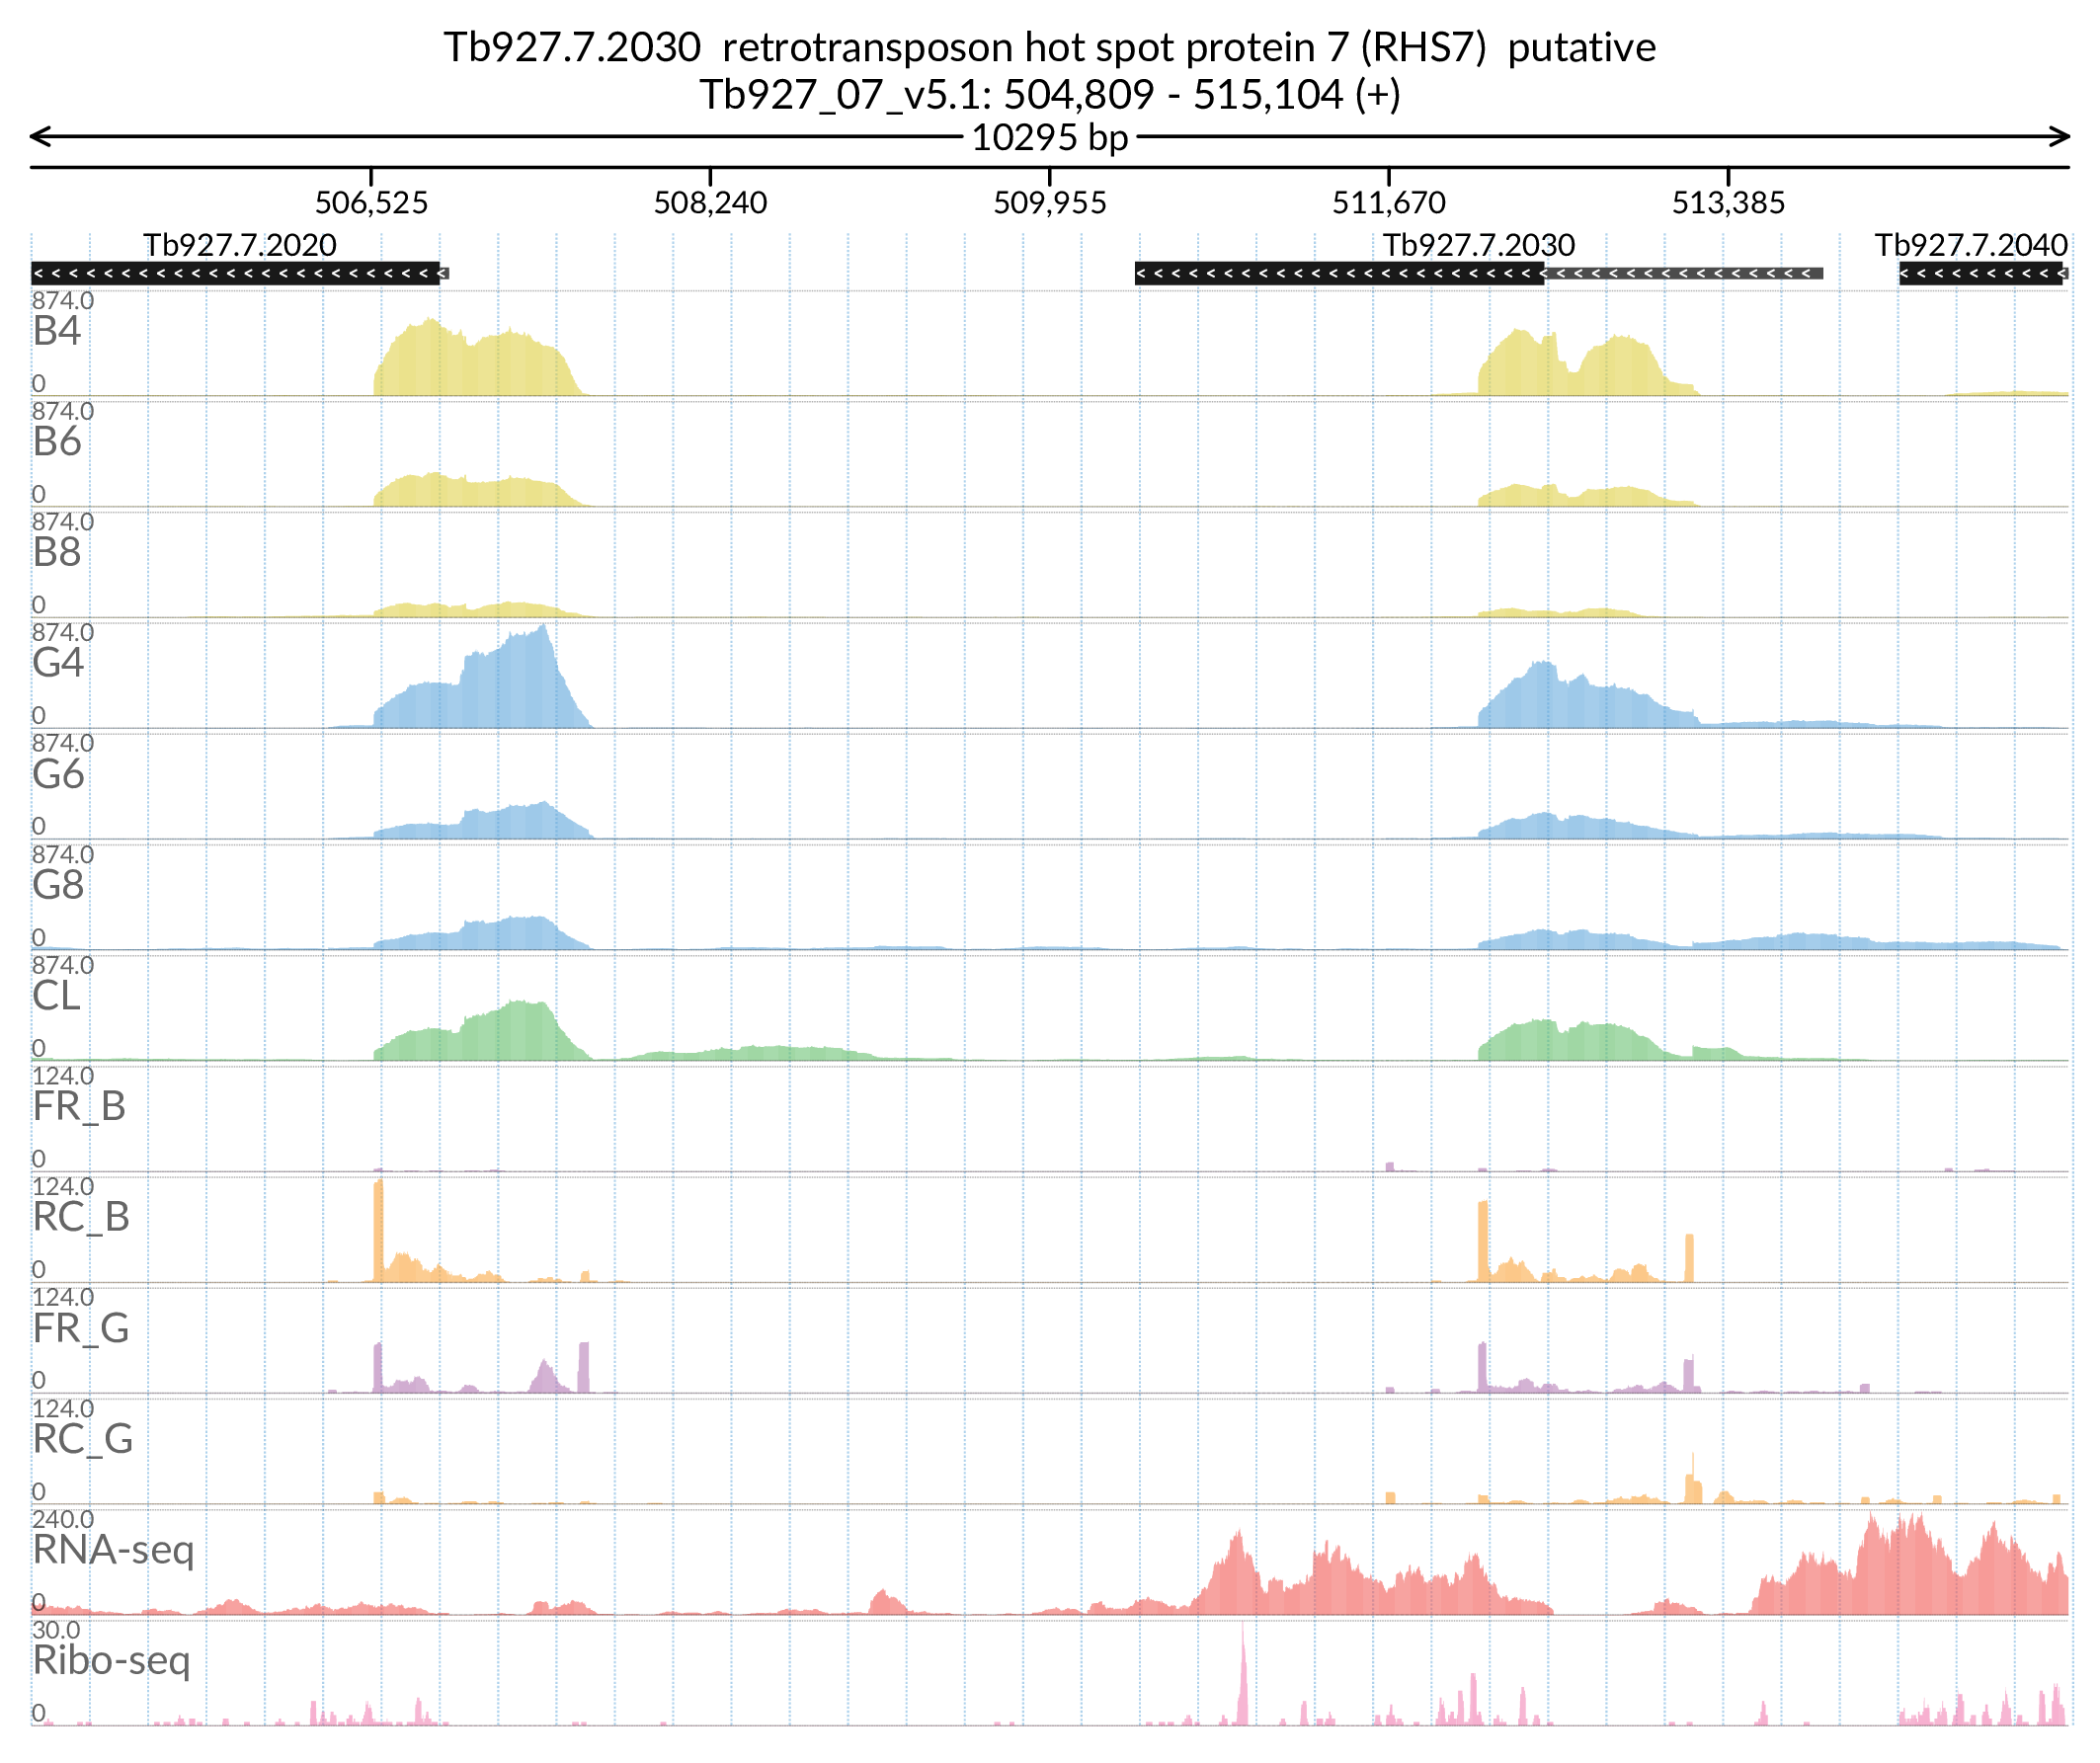 Tb927.7.2030 retrotransposon hot spot protein 7 (RHS7) putative
Tb927_07_v5.1: 504,809 - 515,104 (+)
10295 bp
506,525 508,240 509,955 511,670 513,385
Tb927.7.2020 Tb927.7.2030 Tb927.7.2040
874.0
B4
0
874.0
B6
0
874.0
B8
0
874.0
G4
0
874.0
G6
0
874.0
G8
0
874.0
CL
0
124.0
FR_B
0
124.0
RC_B
0
124.0
FR_G
0
124.0
RC_G
0
240.0
RNA-seq
0
30.0
Ribo-seq
0